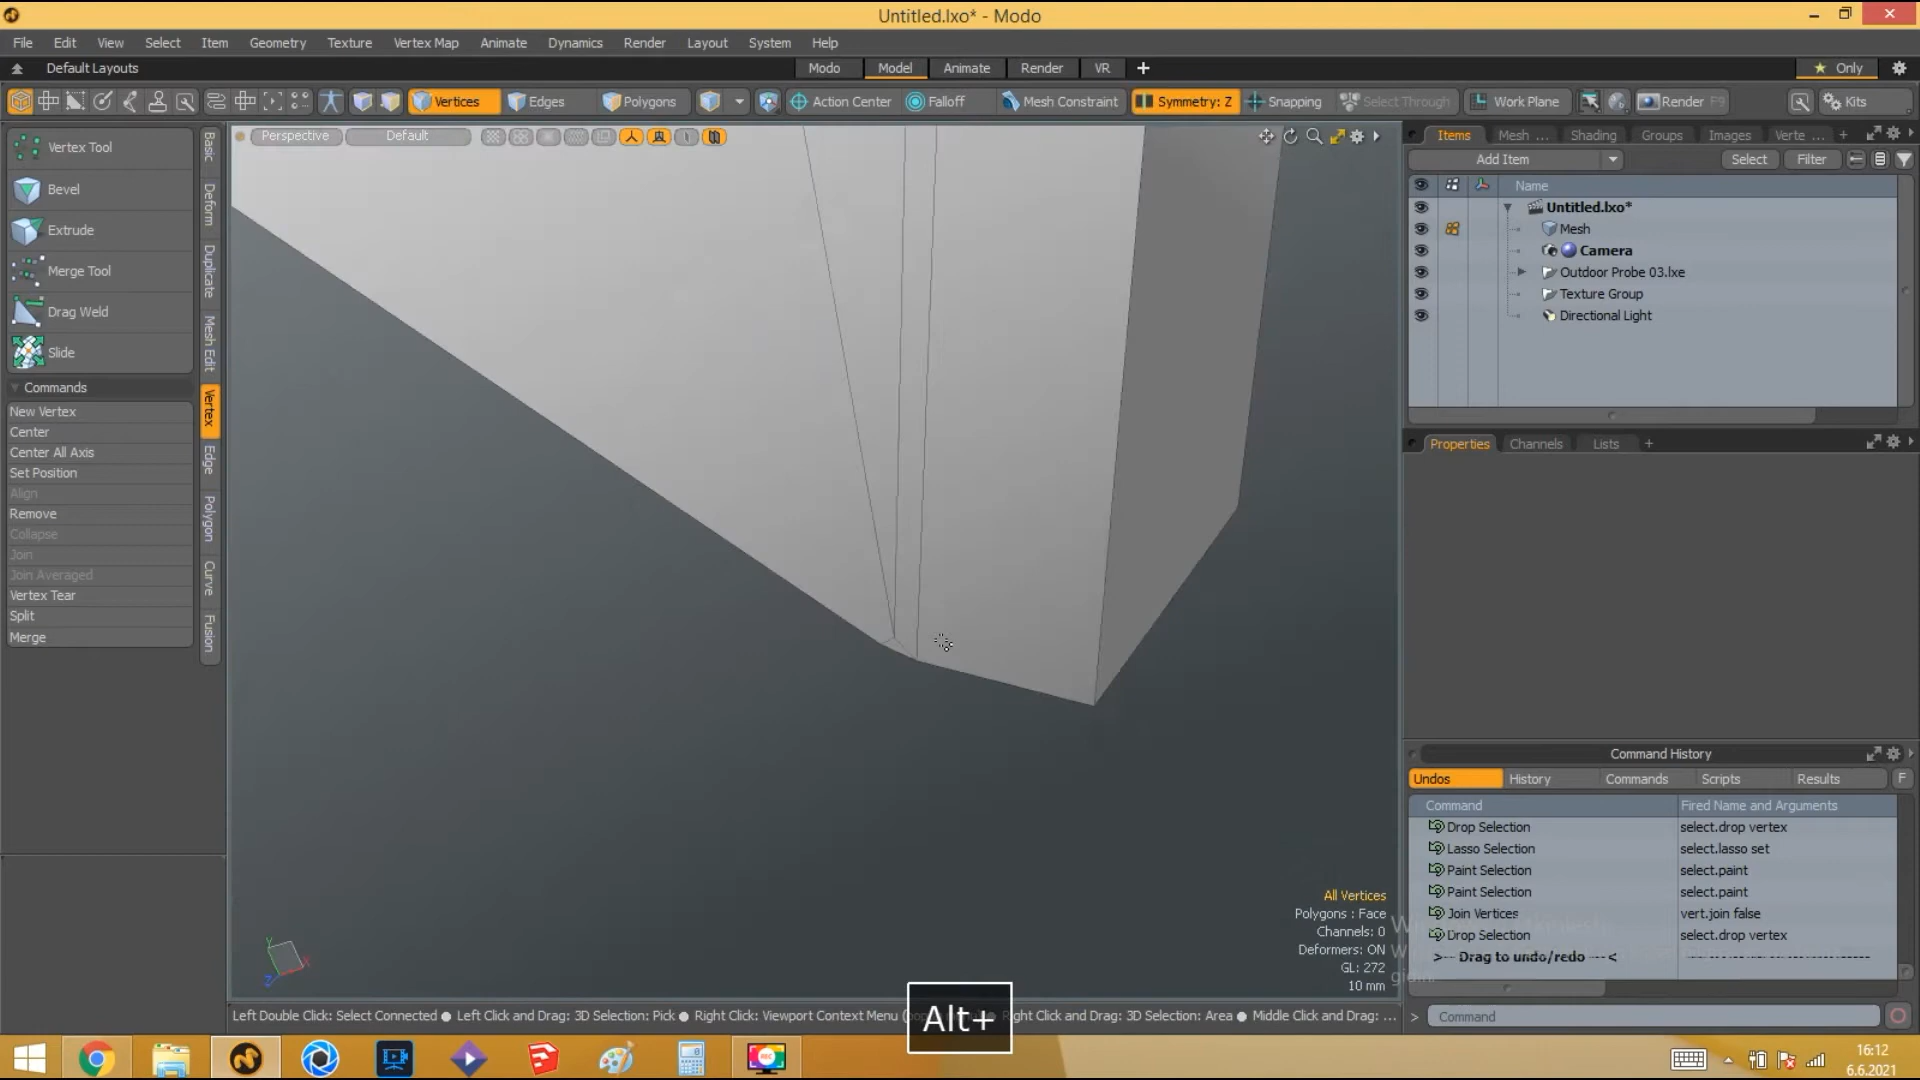 Untitled.lxo* - Modo
File Edit View Select Item Geometry Texture Vertex Map Animate Dynamics Render Layout System Help
Default Layouts
Modo Model Animate Render VR
Only
Vertices Edges Polygons Action Center Falloff Mesh Constraint Symmetry: Z Snapping Select Through Work Plane Render F9 Kits
Vertex Tool
Bevel
Extrude
Merge Tool
Drag Weld
Slide
Commands
New Vertex
Center
Center All Axis
Set Position
Align
Remove
Collapse
Join
Join Averaged
Vertex Tear
Split
Merge
Basic
Deform
Duplicate
Mesh Edit
Vertex
Edge
Polygon
Curve
Fusion
Perspective Default
All Vertices
Polygons : Face
Channels: 0
Deformers: ON
GL: 272
10 mm
Y
X
Z
Items Mesh ... Shading Groups Images Verte ... +
Add Item Select Filter
Name
Untitled.lxo*
Mesh
Camera
Outdoor Probe 03.lxe
Texture Group
Directional Light
Properties Channels Lists +
Command History
Undos History Commands Scripts Results F
Command Fired Name and Arguments
Drop Selection select.drop vertex
Lasso Selection select.lasso set
Paint Selection select.paint
Paint Selection select.paint
Join Vertices vert.join false
Drop Selection select.drop vertex
>-- Drag to undo/redo ---<
> Command
Left Double Click: Select Connected ● Left Click and Drag: 3D Selection: Pick ● Right Click: Viewport Context Menu Right Click and Drag: 3D Selection: Area ● Middle Click and Drag: ...
Alt+
REC
16:12
6.6.2021